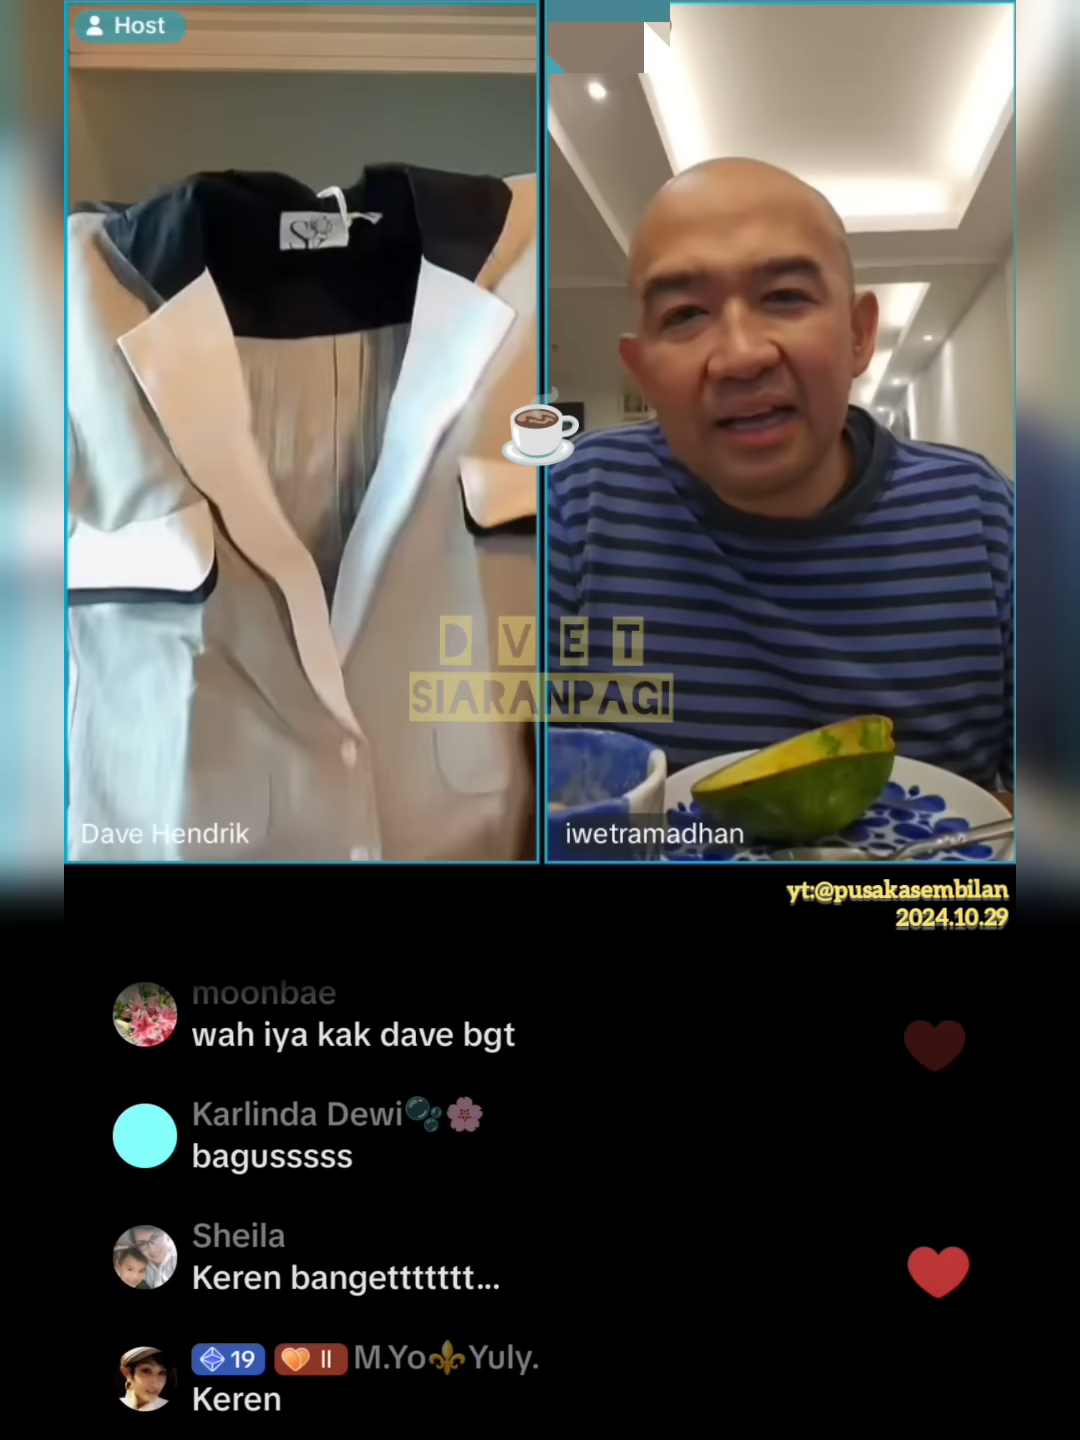 Host
Dave Hendrik
iwetramadhan
D V E T
SIARANPAGI
yt:@pusakasembilan
2024.10.29
moonbae
wah iya kak dave bgt
Karlinda Dewi🫧🌸
bagusssss
Sheila
Keren bangettttttt...
19 II M.Yo⚜️Yuly.
Keren